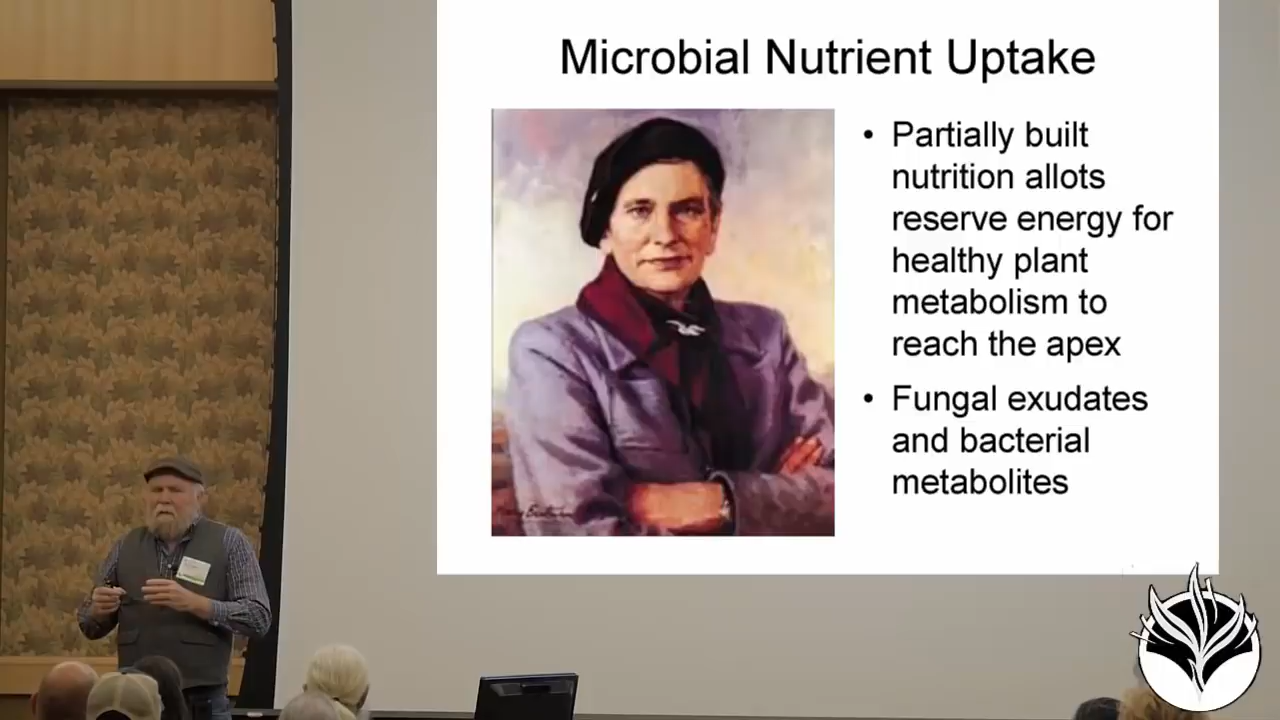 Microbial Nutrient Uptake
• Partially built
nutrition allots
reserve energy for
healthy plant
metabolism to
reach the apex
• Fungal exudates
and bacterial
metabolites